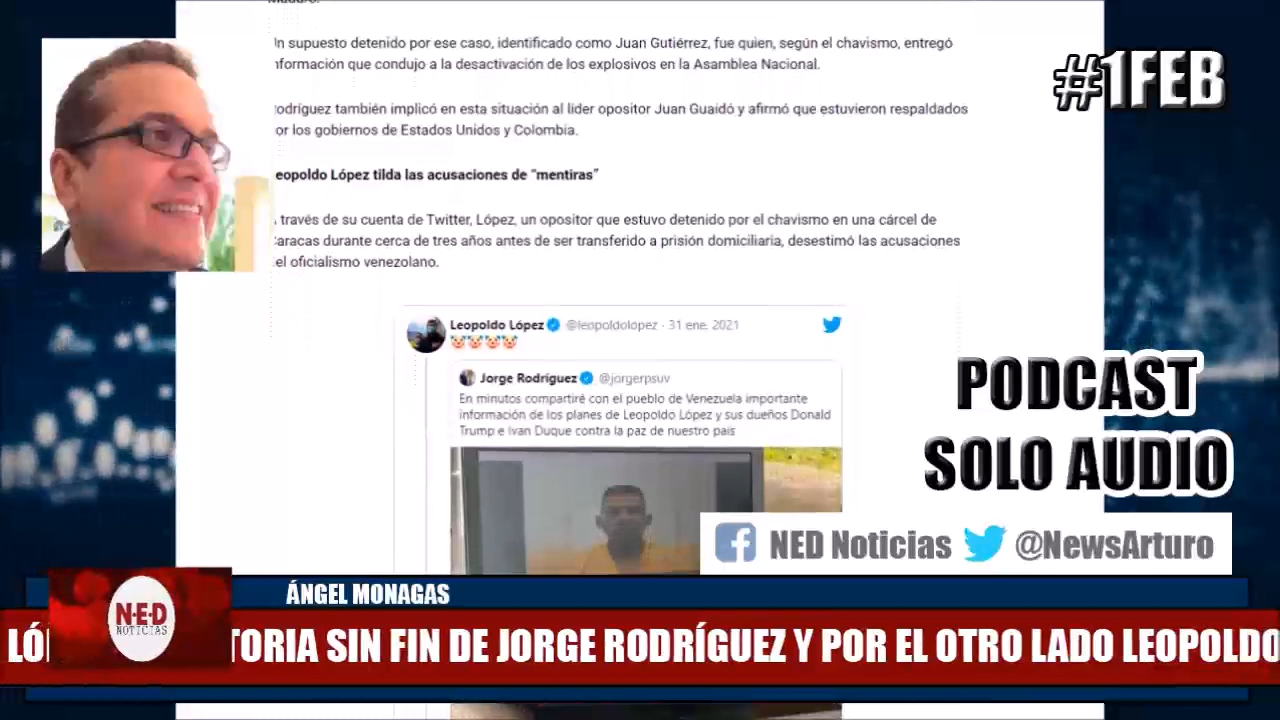 Maduro.
n supuesto detenido por ese caso, identificado como Juan Gutiérrez, fue quien, según el chavismo, entregó
nformación que condujo a la desactivación de los explosivos en la Asamblea Nacional.
#1FEB
odríguez también implicó en esta situación al líder opositor Juan Guaidó y afirmó que estuvieron respaldados
or los gobiernos de Estados Unidos y Colombia.
eopoldo López tilda las acusaciones de "mentiras"
través de su cuenta de Twitter, López, un opositor que estuvo detenido por el chavismo en una cárcel de
aracas durante cerca de tres años antes de ser transferido a prisión domiciliaria, desestimó las acusaciones
el oficialismo venezolano.
Leopoldo López @leopoldolopez · 31 ene. 2021
🤡🤡🤡🤡
Jorge Rodríguez @jorgerpsuv
En minutos compartiré con el pueblo de Venezuela importante
información de los planes de Leopoldo López y sus dueños Donald
Trump e Ivan Duque contra la paz de nuestro país
PODCAST
SOLO AUDIO
NED Noticias @NewsArturo
ÁNGEL MONAGAS
N·E·D
NOTICIAS
LÓ TORIA SIN FIN DE JORGE RODRÍGUEZ Y POR EL OTRO LADO LEOPOLDO